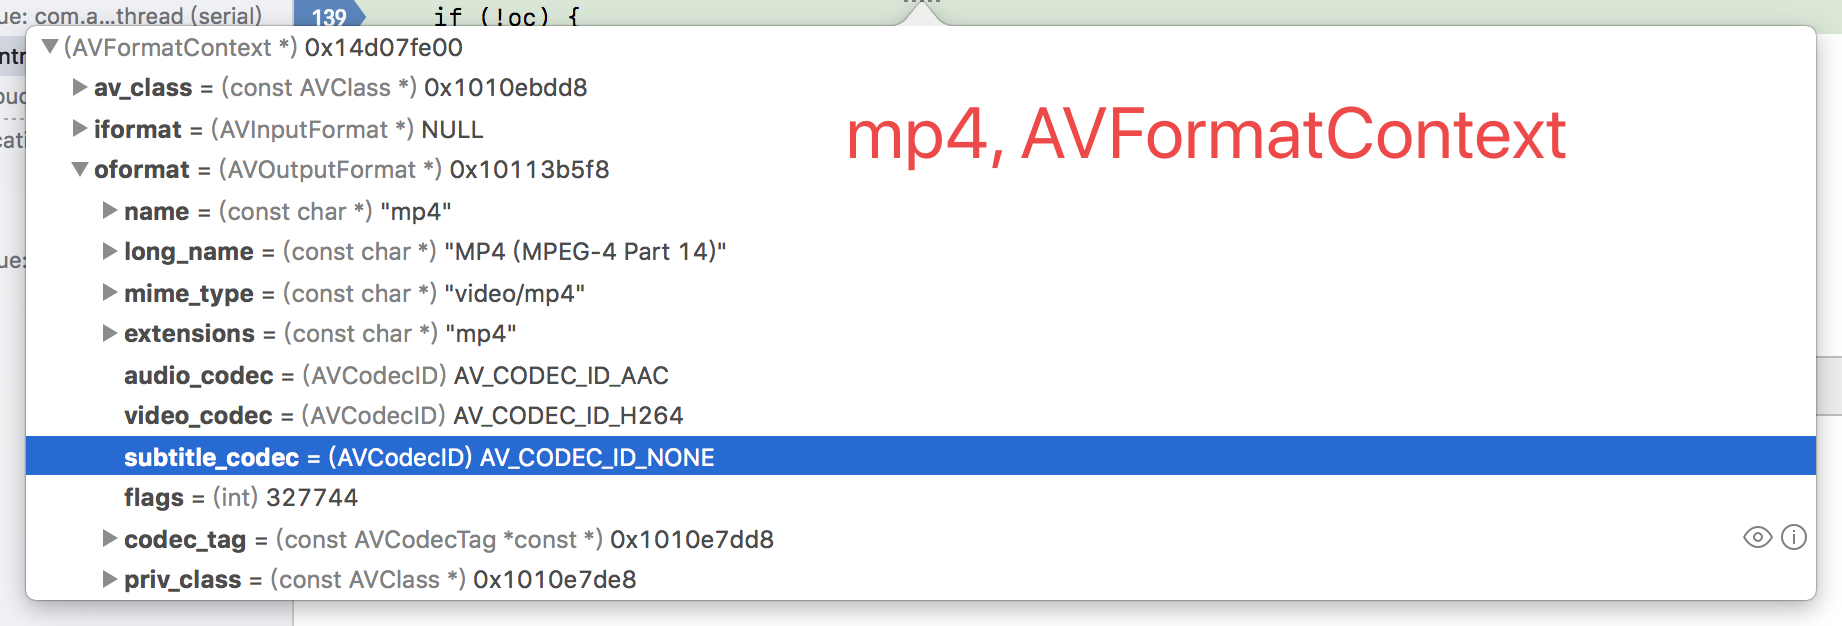 ue: com.a...thread (serial)
139 if (!oc) {
(AVFormatContext *) 0x14d07fe00
av_class = (const AVClass *) 0x1010ebdd8
mp4, AVFormatContext
iformat = (AVInputFormat *) NULL
oformat = (AVOutputFormat *) 0x10113b5f8
name = (const char *) "mp4"
long_name = (const char *) "MP4 (MPEG-4 Part 14)"
ue:
mime_type = (const char *) "video/mp4"
extensions = (const char *) "mp4"
audio_codec = (AVCodecID) AV_CODEC_ID_AAC
video_codec = (AVCodecID) AV_CODEC_ID_H264
subtitle_codec = (AVCodecID) AV_CODEC_ID_NONE
flags = (int) 327744
codec_tag = (const AVCodecTag *const *) 0x1010e7dd8
priv_class = (const AVClass *) 0x1010e7de8